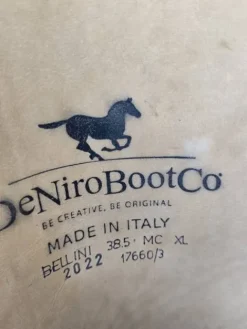 DeNiroBootCo
BE CREATIVE, BE ORIGINAL
MADE IN ITALY
BELLINI 38.5 MC XL
2022 17660/3